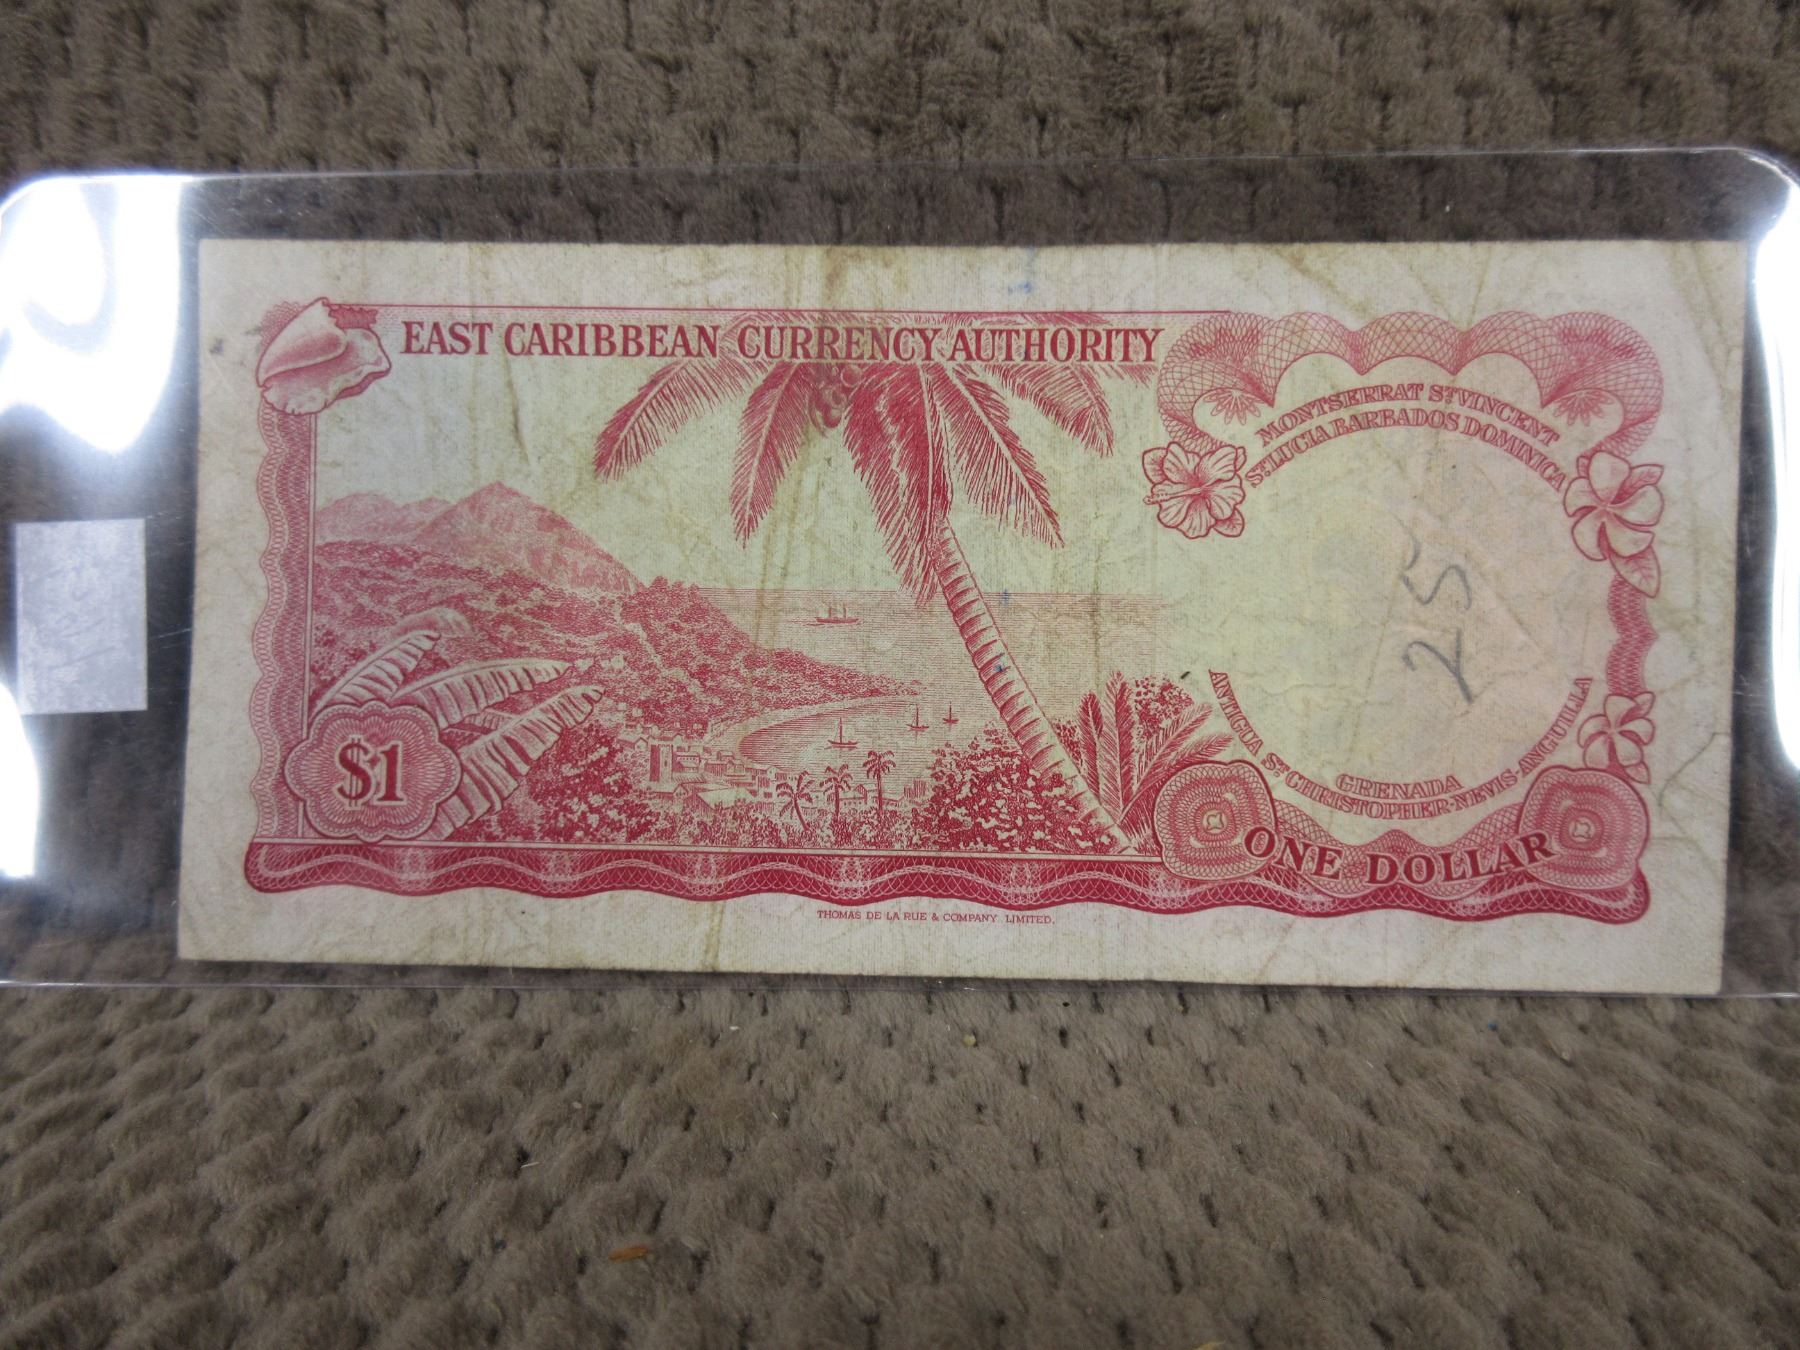 EAST CARIBBEAN CURRENCY AUTHORITY
MONTSERRAT ST VINCENT
ST LUCIA BARBADOS DOMINICA
25
$1
GRENADA
ANTIGUA ST CHRISTOPHER-NEVIS-ANGUILLA
ONE DOLLAR
THOMAS DE LA RUE & COMPANY LIMITED.